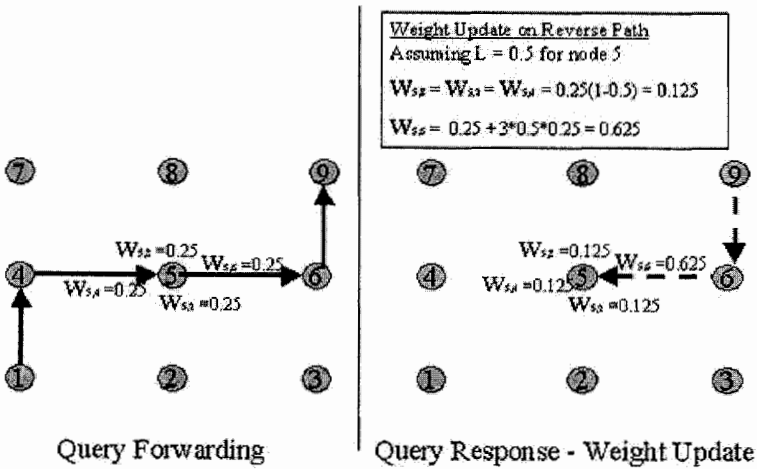 Weight Update on Reverse Path
Assuming L = 0.5 for node 5
W5,8 = W5,2 = W5,4 = 0.25(1-0.5) = 0.125
W5,6 = 0.25 + 3*0.5*0.25 = 0.625
7 8 9
W5,8 =0.25
4 5 W5,6 =0.25 6
W5,4 =0.25
W5,2 =0.25
1 2 3
Query Forwarding
7 8 9
W5,8 =0.125
4 5 W5,6 =0.625 6
W5,4 =0.125
W5,2 =0.125
1 2 3
Query Response - Weight Update